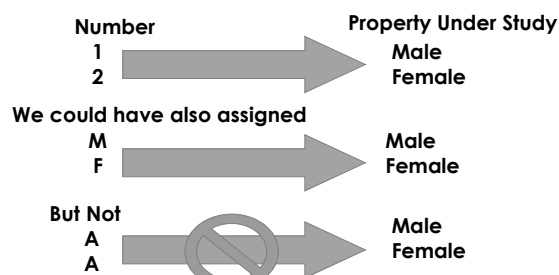 Number Property Under Study
1 Male
2 Female
We could have also assigned
M Male
F Female
But Not
A Male
A Female